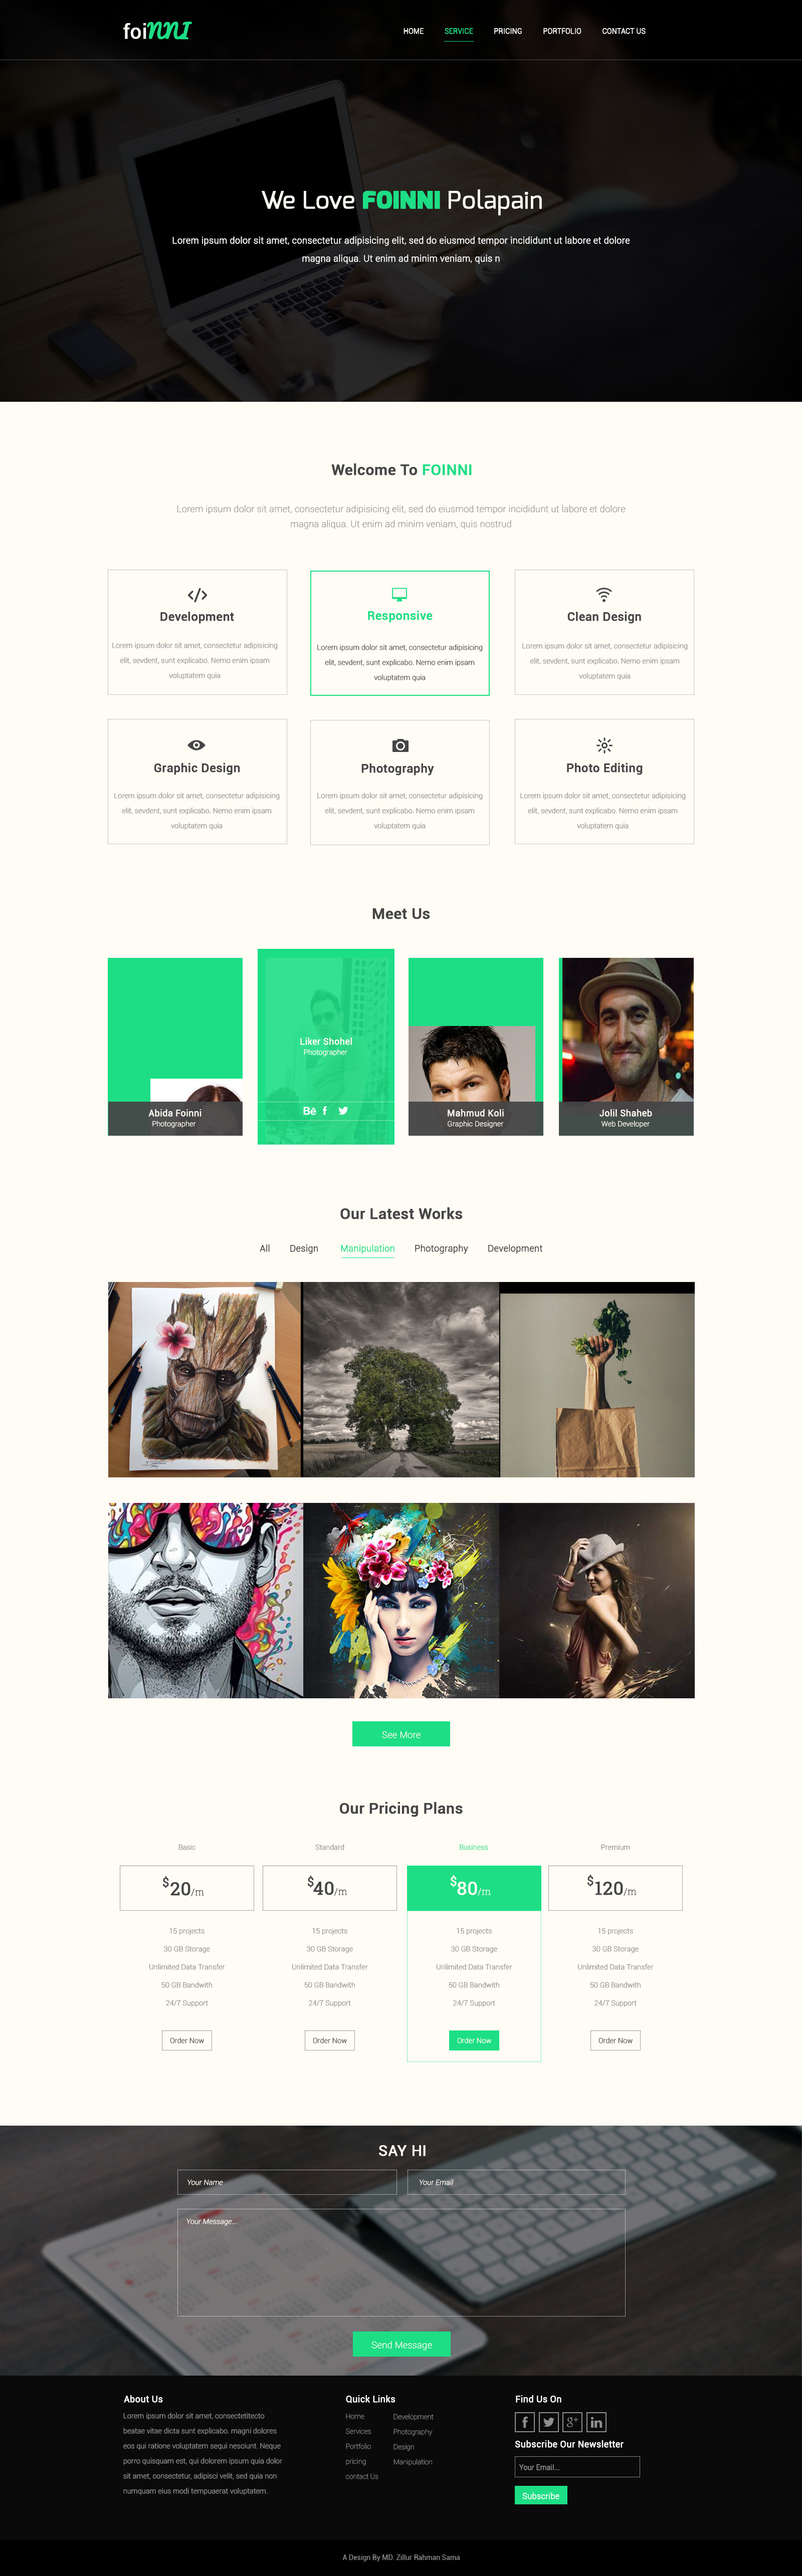 foiNNI
HOME SERVICE PRICING PORTFOLIO CONTACT US
We Love FOINNI Polapain
Lorem ipsum dolor sit amet, consectetur adipisicing elit, sed do eiusmod tempor incididunt ut labore et dolore
magna aliqua. Ut enim ad minim veniam, quis n
Welcome To FOINNI
Lorem ipsum dolor sit amet, consectetur adipisicing elit, sed do eiusmod tempor incididunt ut labore et dolore
magna aliqua. Ut enim ad minim veniam, quis nostrud
Development
Lorem ipsum dolor sit amet, consectetur adipisicing
elit, sevdent, sunt explicabo. Nemo enim ipsam
voluptatem quia
Responsive
Lorem ipsum dolor sit amet, consectetur adipisicing
elit, sevdent, sunt explicabo. Nemo enim ipsam
voluptatem quia
Clean Design
Lorem ipsum dolor sit amet, consectetur adipisicing
elit, sevdent, sunt explicabo. Nemo enim ipsam
voluptatem quia
Graphic Design
Lorem ipsum dolor sit amet, consectetur adipisicing
elit, sevdent, sunt explicabo. Nemo enim ipsam
voluptatem quia
Photography
Lorem ipsum dolor sit amet, consectetur adipisicing
elit, sevdent, sunt explicabo. Nemo enim ipsam
voluptatem quia
Photo Editing
Lorem ipsum dolor sit amet, consectetur adipisicing
elit, sevdent, sunt explicabo. Nemo enim ipsam
voluptatem quia
Meet Us
Abida Foinni
Photographer
Liker Shohel
Photographer
Bē f
Mahmud Koli
Graphic Designer
Jolil Shaheb
Web Developer
Our Latest Works
All Design Manipulation Photography Development
See More
Our Pricing Plans
Basic
$20/m
15 projects
30 GB Storage
Unlimited Data Transfer
50 GB Bandwith
24/7 Support
Order Now
Standard
$40/m
15 projects
30 GB Storage
Unlimited Data Transfer
50 GB Bandwith
24/7 Support
Order Now
Business
$80/m
15 projects
30 GB Storage
Unlimited Data Transfer
50 GB Bandwith
24/7 Support
Order Now
Premium
$120/m
15 projects
30 GB Storage
Unlimited Data Transfer
50 GB Bandwith
24/7 Support
Order Now
SAY HI
Your Name
Your Email
Your Message...
Send Message
About Us
Lorem ipsum dolor sit amet, consectetitecto
beatae vitae dicta sunt explicabo. magni dolores
eos qui ratione voluptatem sequi nesciunt. Neque
porro quisquam est, qui dolorem ipsum quia dolor
sit amet, consectetur, adipisci velit, sed quia non
numquam eius modi tempuaerat voluptatem.
Quick Links
Home
Services
Portfolio
pricing
contact Us
Development
Photography
Design
Manipulation
Find Us On
f g+ in
Subscribe Our Newsletter
Your Email...
Subscribe
A Design By MD. Zillur Rahman Sama